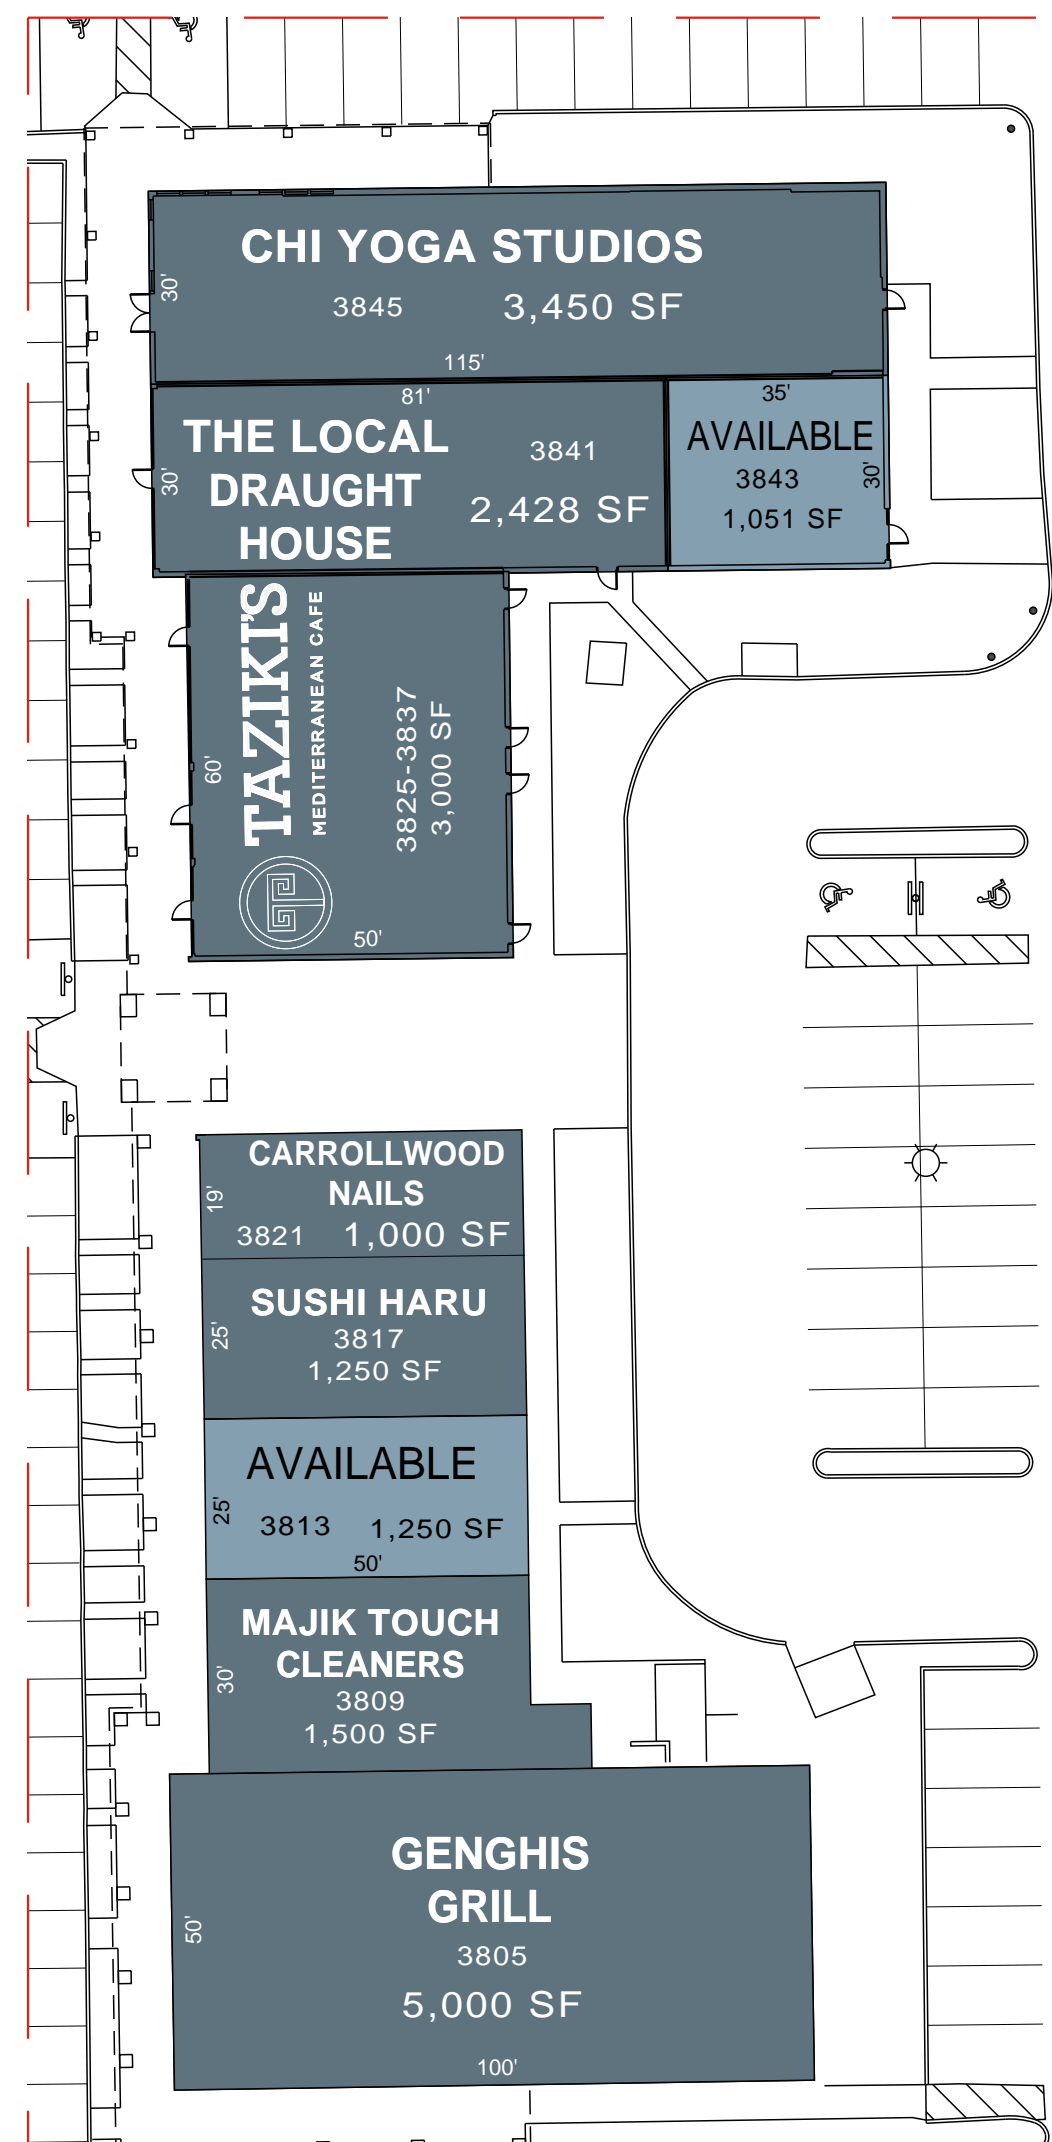 CHI YOGA STUDIOS
30'
3845 3,450 SF
115'
81'
THE LOCAL
DRAUGHT
HOUSE
30'
3841
2,428 SF
35'
AVAILABLE
3843
30'
1,051 SF
TAZIKI'S
MEDITERRANEAN CAFE
3825-3837
3,000 SF
60'
50'
CARROLLWOOD
NAILS
19'
3821 1,000 SF
SUSHI HARU
25'
3817
1,250 SF
AVAILABLE
25'
3813 1,250 SF
50'
MAJIK TOUCH
CLEANERS
30'
3809
1,500 SF
GENGHIS
GRILL
50'
3805
5,000 SF
100'